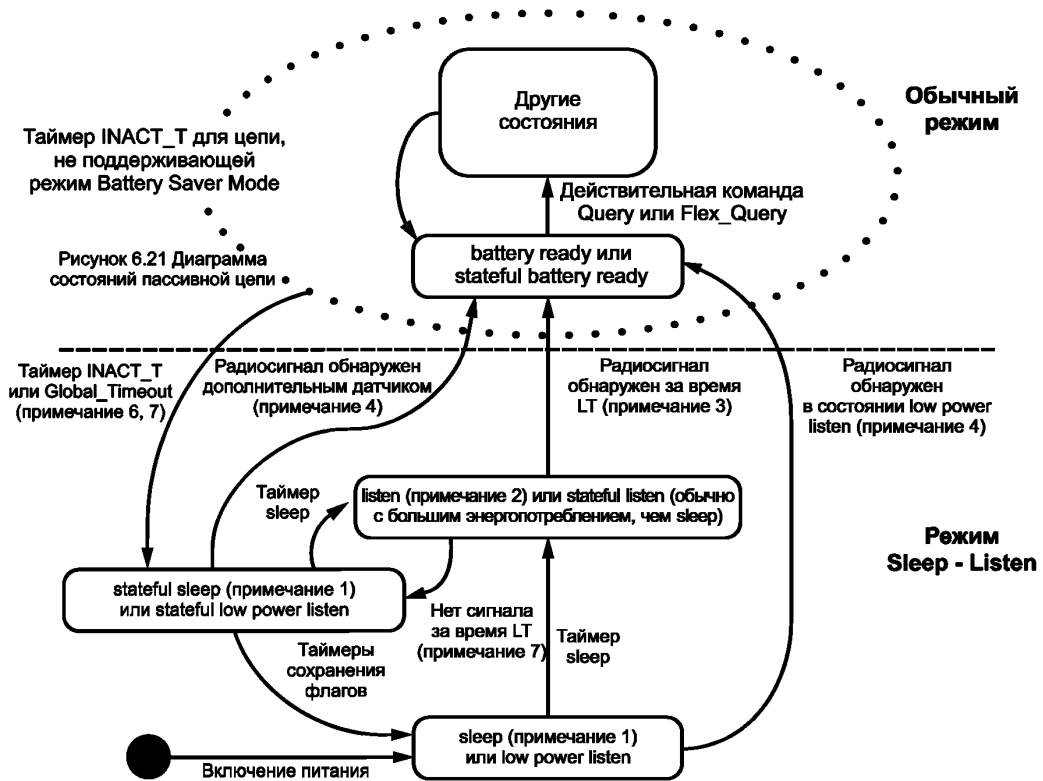 Другие
состояния
Обычный
режим
Таймер INACT_T для цепи,
не поддерживающей
режим Battery Saver Mode
Действительная команда
Query или Flex_Query
Рисунок 6.21 Диаграмма
состояний пассивной цепи
battery ready или
stateful battery ready
Таймер INACT_T
или Global_Timeout
(примечание 6, 7)
Радиосигнал обнаружен
дополнительным датчиком
(примечание 4)
Радиосигнал
обнаружен за время
LT (примечание 3)
Радиосигнал
обнаружен
в состоянии low power
listen (примечание 4)
Таймер
sleep
listen (примечание 2) или stateful listen (обычно
с большим энергопотреблением, чем sleep)
Режим
Sleep - Listen
stateful sleep (примечание 1)
или stateful low power listen
Нет сигнала
за время LT
(примечание 7)
Таймер
sleep
Таймеры
сохранения
флагов
sleep (примечание 1)
или low power listen
Включение питания